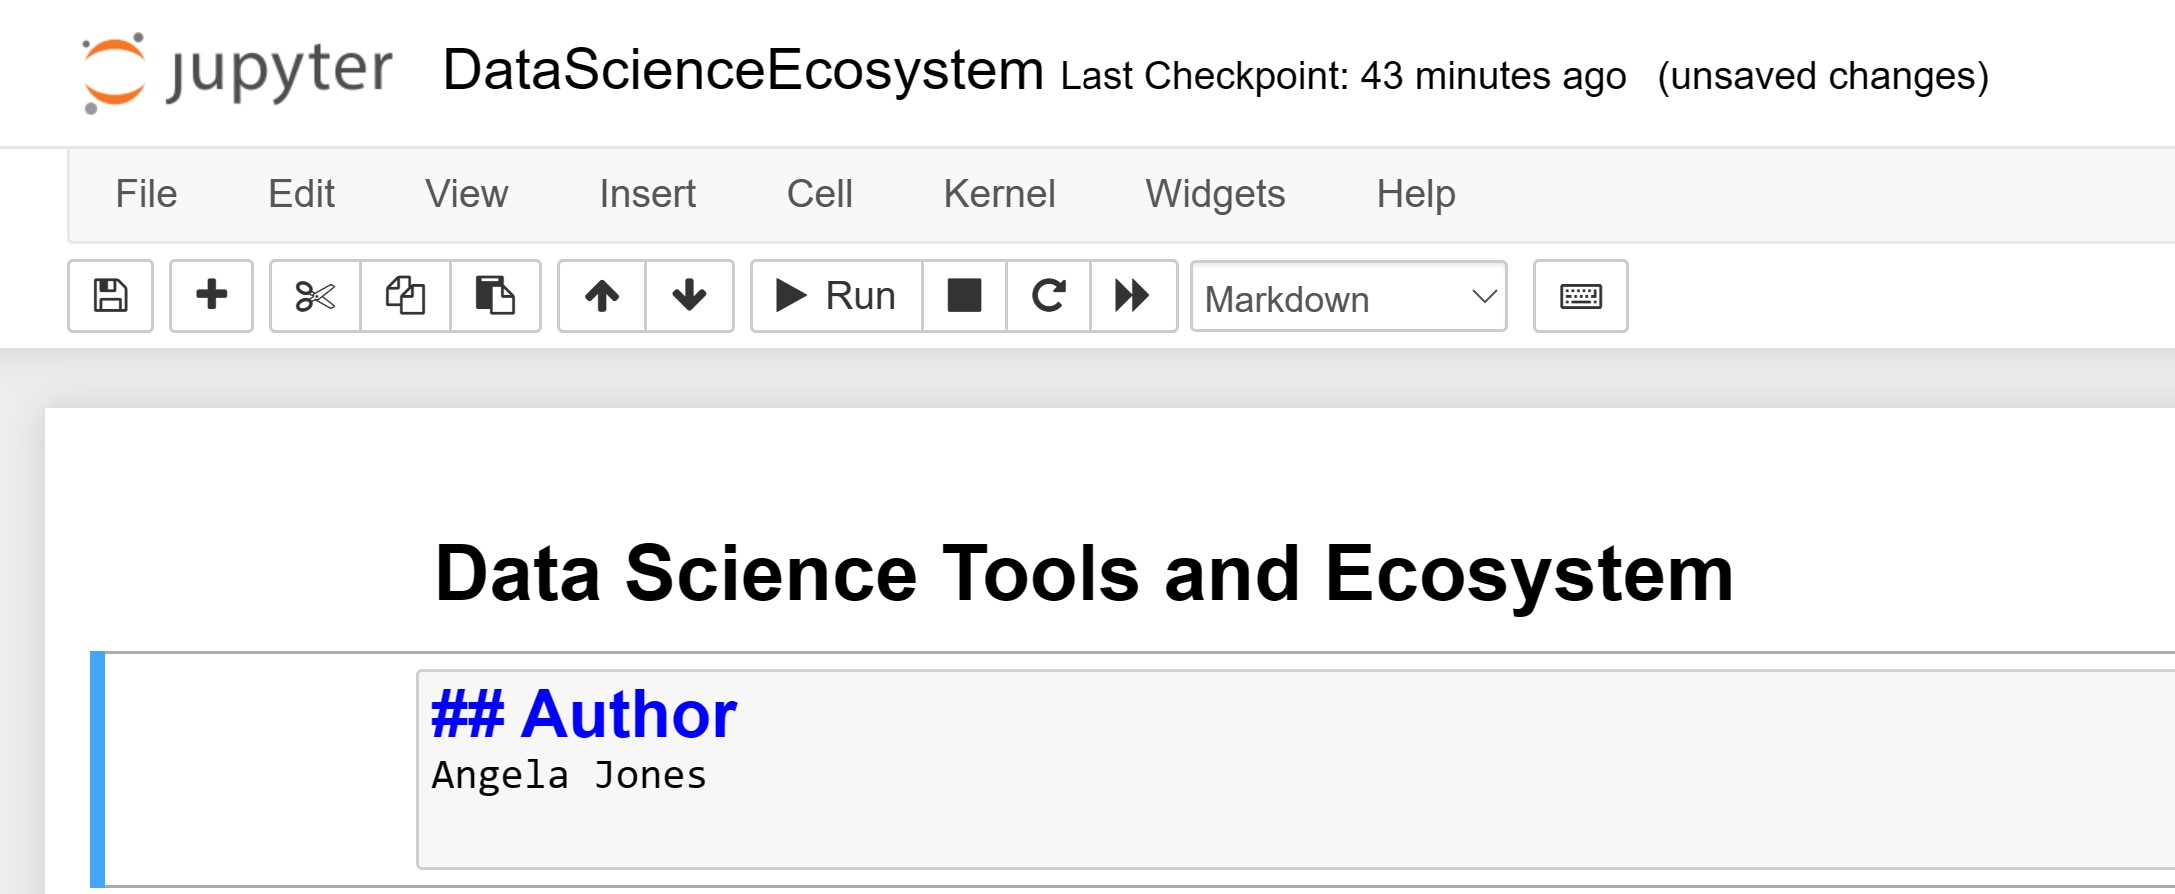 jupyter DataScienceEcosystem Last Checkpoint: 43 minutes ago (unsaved changes)
File Edit View Insert Cell Kernel Widgets Help
Run Markdown
Data Science Tools and Ecosystem
## Author
Angela Jones